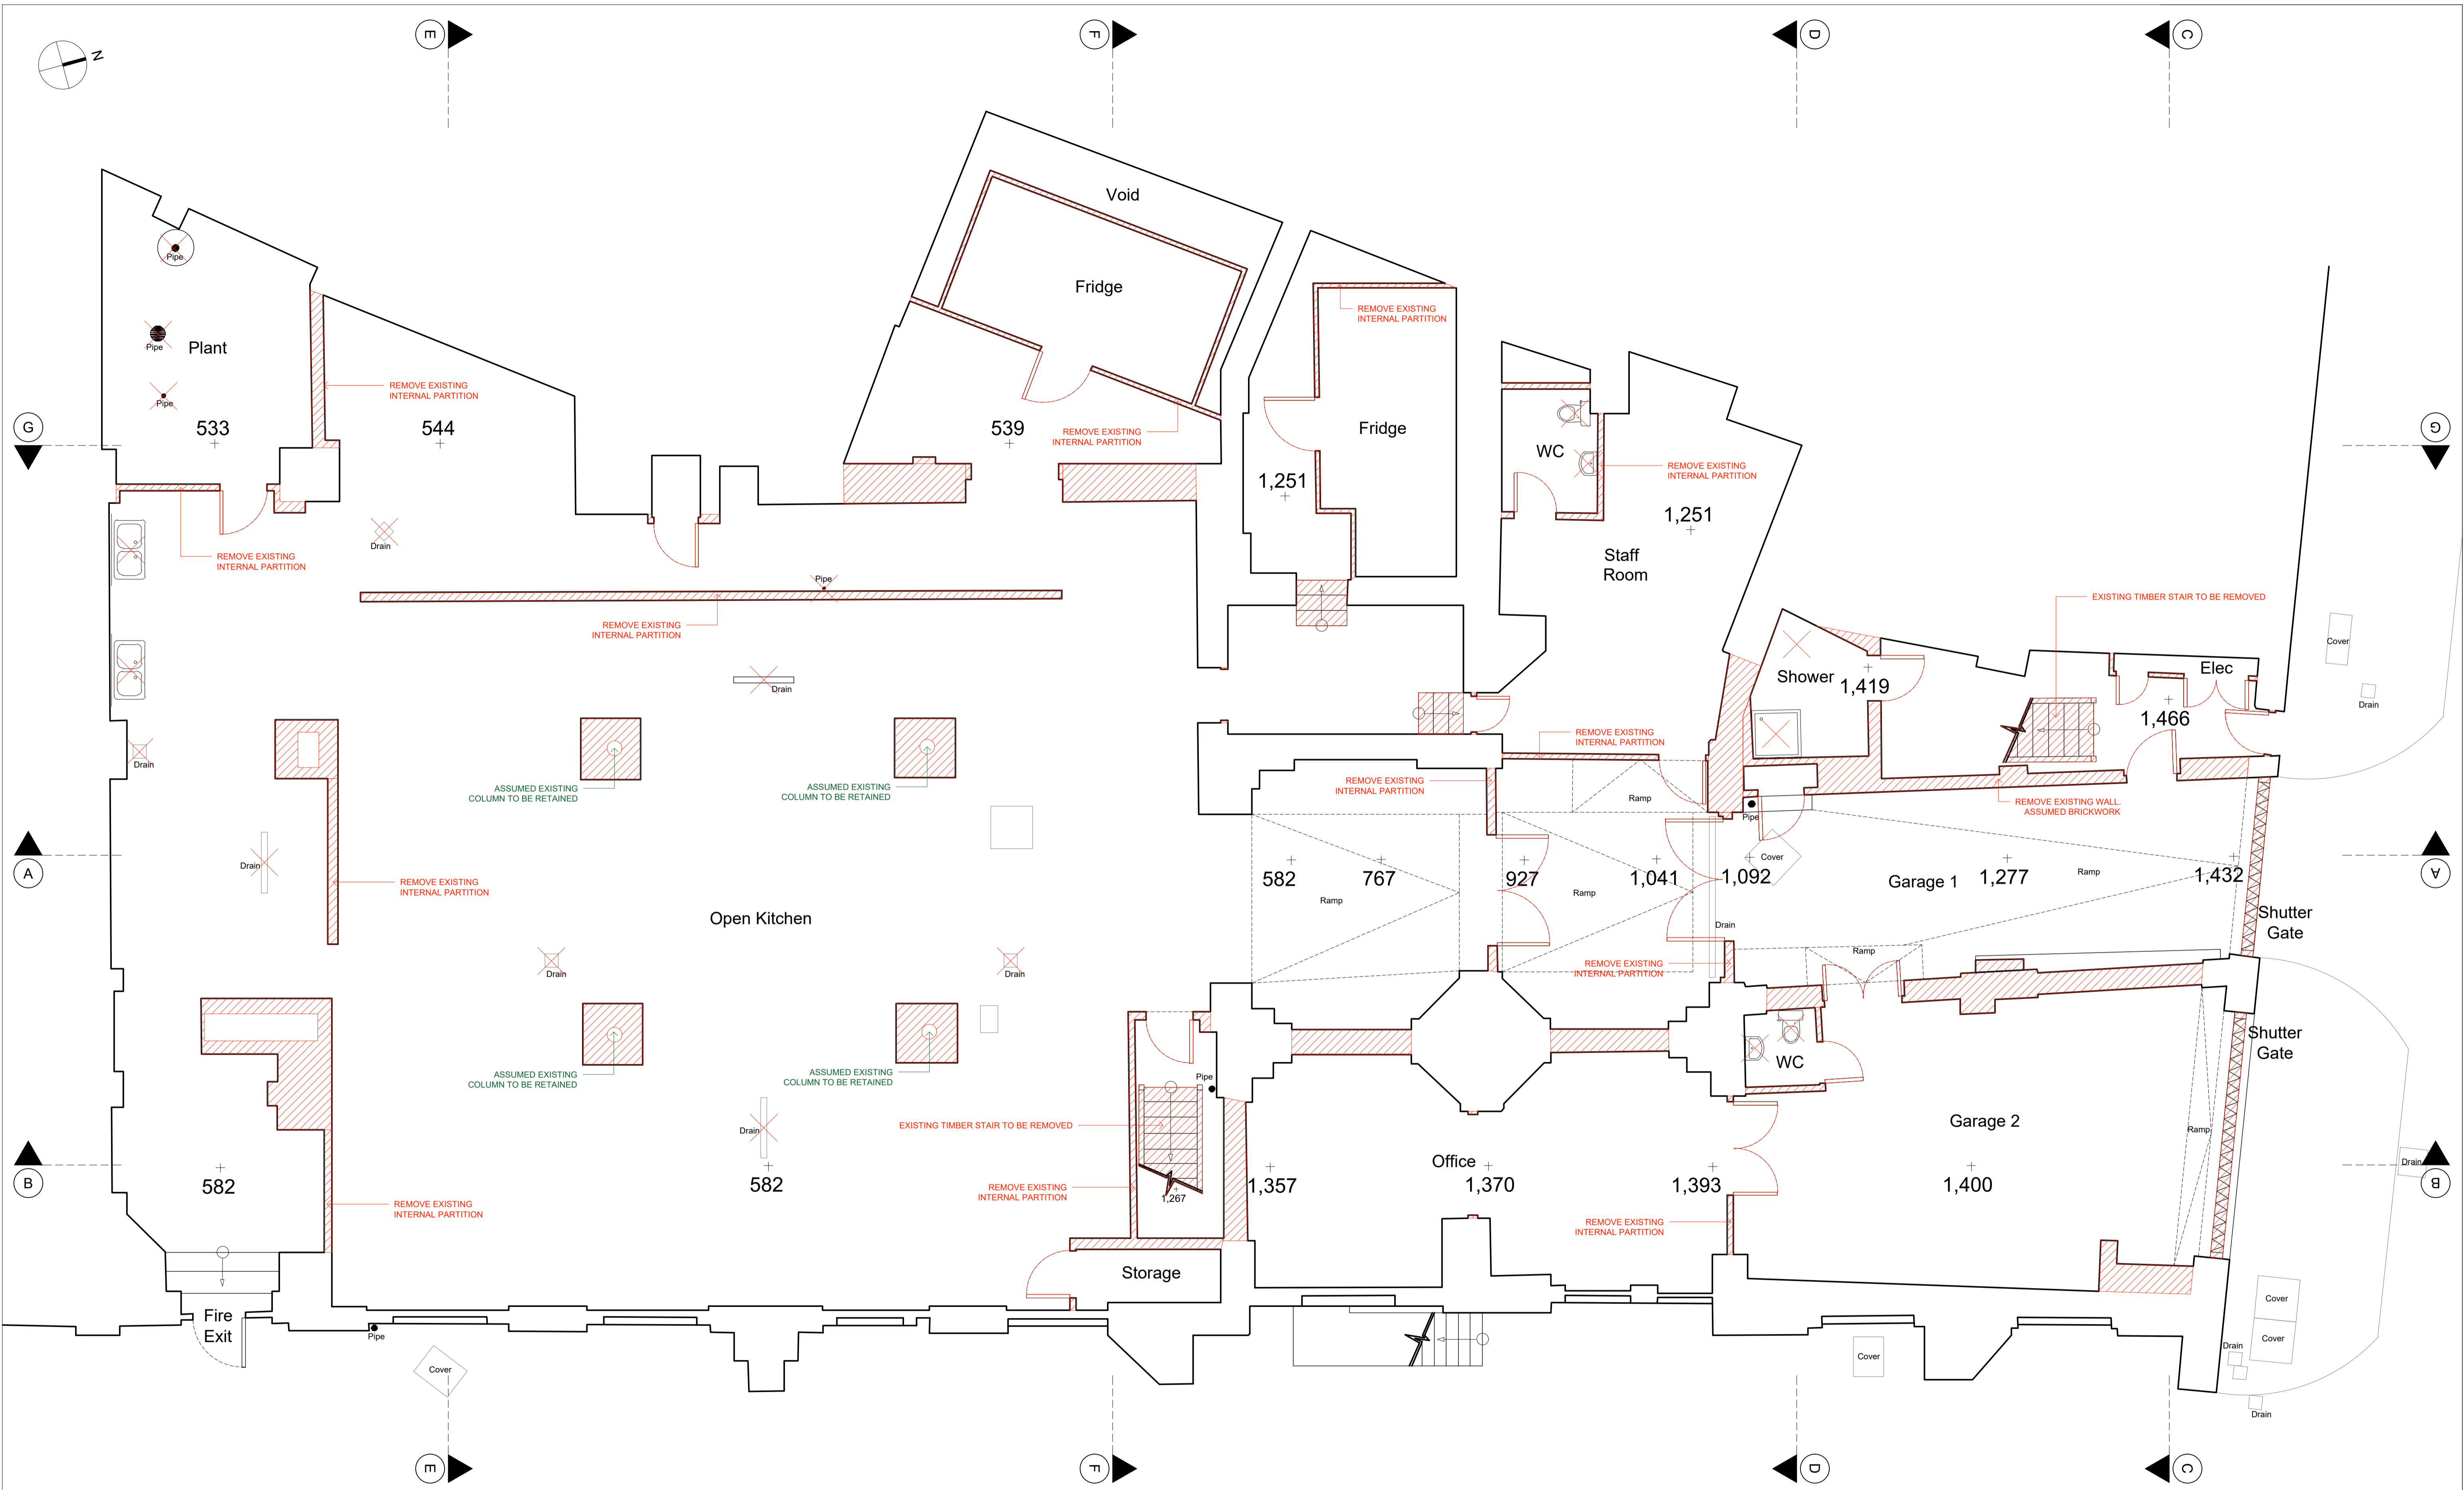 E
F
D
C
N
Void
Pipe
Fridge
REMOVE EXISTING
INTERNAL PARTITION
Pipe
Plant
Pipe
REMOVE EXISTING
INTERNAL PARTITION
533
544
539
REMOVE EXISTING
INTERNAL PARTITION
Fridge
WC
REMOVE EXISTING
INTERNAL PARTITION
G
G
1,251
1,251
Drain
REMOVE EXISTING
INTERNAL PARTITION
Staff
Room
Pipe
REMOVE EXISTING
INTERNAL PARTITION
EXISTING TIMBER STAIR TO BE REMOVED
Cover
Drain
Shower
1,419
Elec
Drain
1,466
REMOVE EXISTING
INTERNAL PARTITION
Drain
ASSUMED EXISTING
COLUMN TO BE RETAINED
ASSUMED EXISTING
COLUMN TO BE RETAINED
REMOVE EXISTING
INTERNAL PARTITION
Ramp
REMOVE EXISTING WALL.
ASSUMED BRICKWORK
Pipe
A
Drain
REMOVE EXISTING
INTERNAL PARTITION
582
767
927
1,041
1,092
Cover
Garage 1
1,277
Ramp
1,432
A
Ramp
Ramp
Open Kitchen
Drain
Shutter
Gate
Ramp
Drain
Drain
REMOVE EXISTING
INTERNAL PARTITION
Shutter
Gate
ASSUMED EXISTING
COLUMN TO BE RETAINED
ASSUMED EXISTING
COLUMN TO BE RETAINED
Pipe
WC
Drain
EXISTING TIMBER STAIR TO BE REMOVED
Garage 2
Ramp
Office
Drain
B
582
582
REMOVE EXISTING
INTERNAL PARTITION
1,267
1,357
1,370
1,393
1,400
B
REMOVE EXISTING
INTERNAL PARTITION
REMOVE EXISTING
INTERNAL PARTITION
Storage
Fire
Exit
Pipe
Cover
Cover
Cover
Cover
Drain
Drain
E
F
D
C